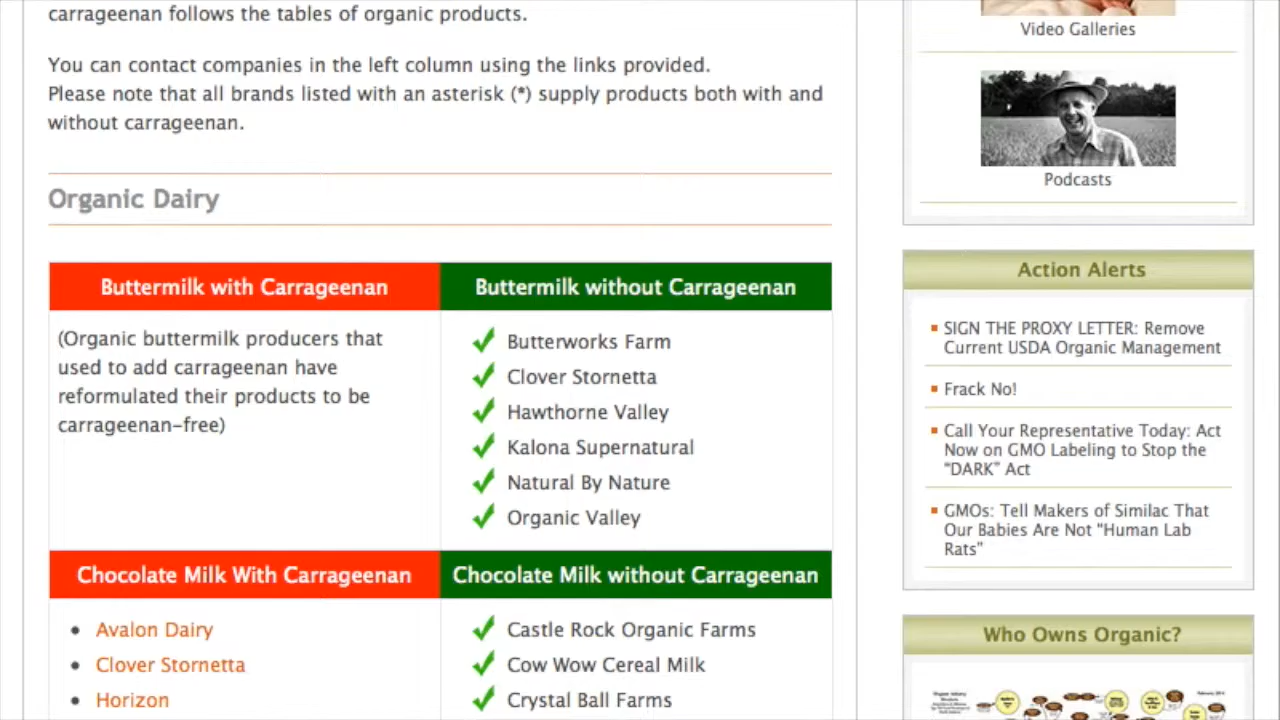 carrageenan follows the tables of organic products.
You can contact companies in the left column using the links provided.
Please note that all brands listed with an asterisk (*) supply products both with and
without carrageenan.
Organic Dairy
Buttermilk with Carrageenan
Buttermilk without Carrageenan
(Organic buttermilk producers that
used to add carrageenan have
reformulated their products to be
carrageenan-free)
Butterworks Farm
Clover Stornetta
Hawthorne Valley
Kalona Supernatural
Natural By Nature
Organic Valley
Chocolate Milk With Carrageenan
Chocolate Milk without Carrageenan
Avalon Dairy
Clover Stornetta
Horizon
Castle Rock Organic Farms
Cow Wow Cereal Milk
Crystal Ball Farms
Video Galleries
Podcasts
Action Alerts
SIGN THE PROXY LETTER: Remove
Current USDA Organic Management
Frack No!
Call Your Representative Today: Act
Now on GMO Labeling to Stop the
"DARK" Act
GMOs: Tell Makers of Similac That
Our Babies Are Not "Human Lab
Rats"
Who Owns Organic?